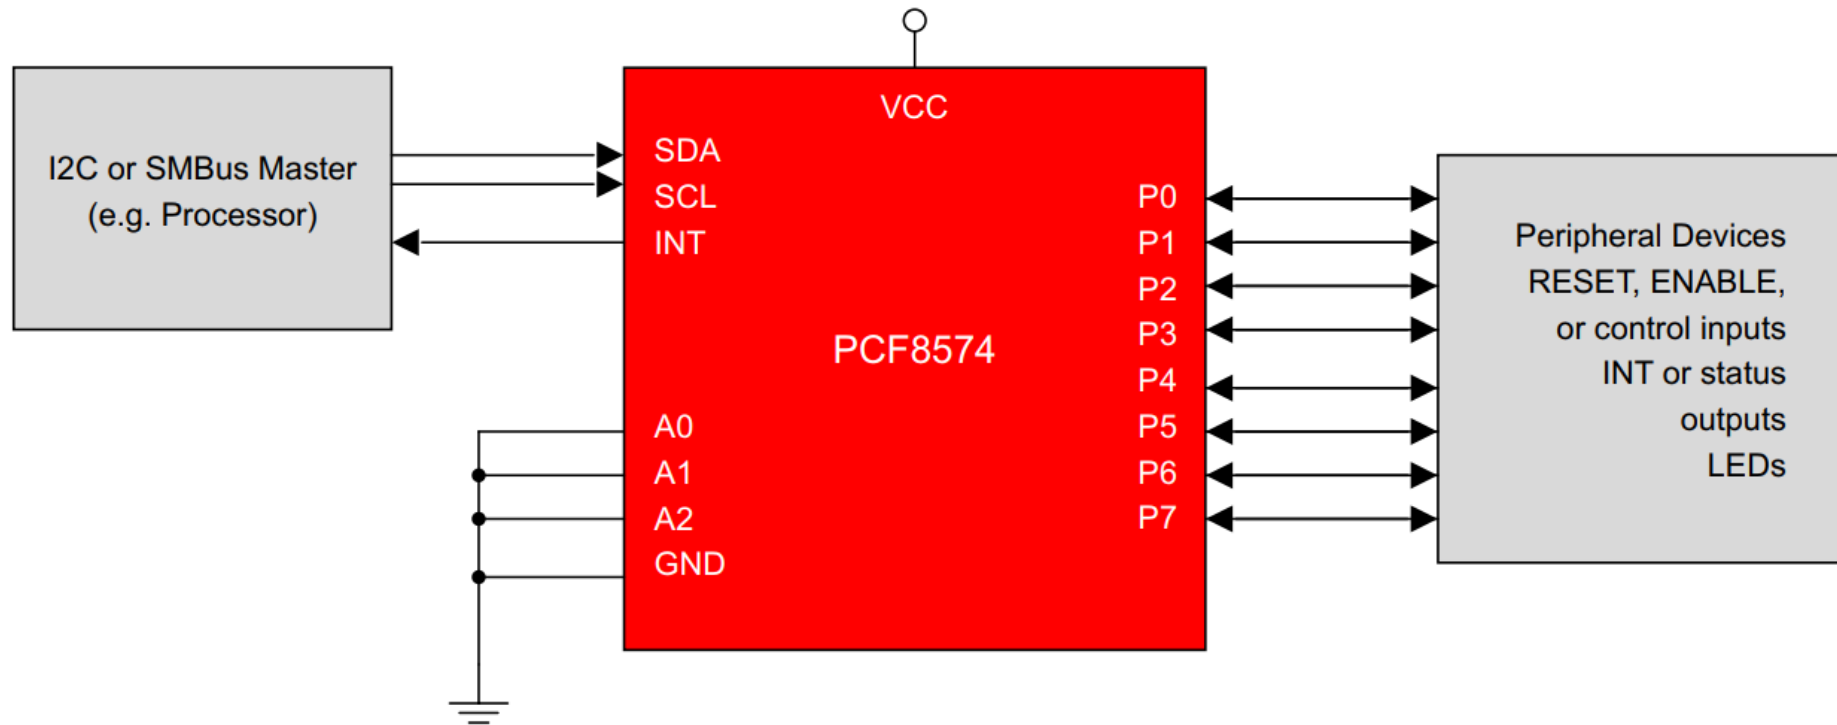 I2C or SMBus Master
(e.g. Processor)
VCC
SDA
SCL
INT
A0
A1
A2
GND
PCF8574
P0
P1
P2
P3
P4
P5
P6
P7
Peripheral Devices
RESET, ENABLE,
or control inputs
INT or status
outputs
LEDs